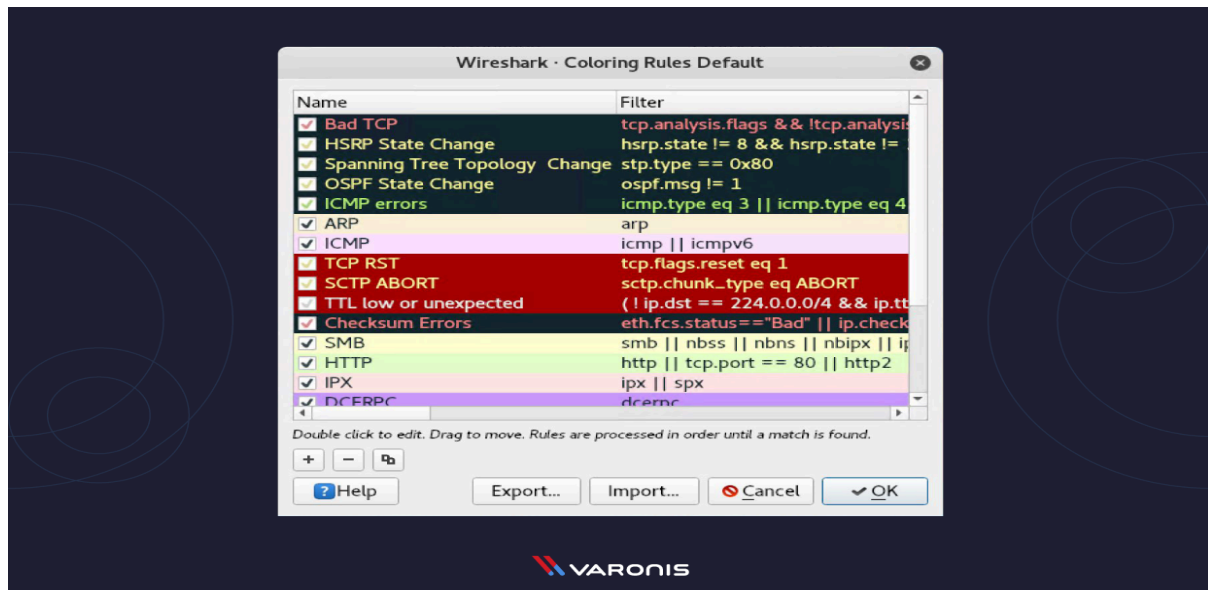 Wireshark · Coloring Rules Default
Name Filter
Bad TCP tcp.analysis.flags && !tcp.analysis
HSRP State Change hsrp.state != 8 && hsrp.state !=
Spanning Tree Topology Change stp.type == 0x80
OSPF State Change ospf.msg != 1
ICMP errors icmp.type eq 3 || icmp.type eq 4
ARP arp
ICMP icmp || icmpv6
TCP RST tcp.flags.reset eq 1
SCTP ABORT sctp.chunk_type eq ABORT
TTL low or unexpected ( ! ip.dst == 224.0.0.0/4 && ip.tt
Checksum Errors eth.fcs.status=="Bad" || ip.check
SMB smb || nbss || nbns || nbipx || ip
HTTP http || tcp.port == 80 || http2
IPX ipx || spx
DCERPC dcerpc
Double click to edit. Drag to move. Rules are processed in order until a match is found.
Help Export... Import... Cancel OK
VARONIS